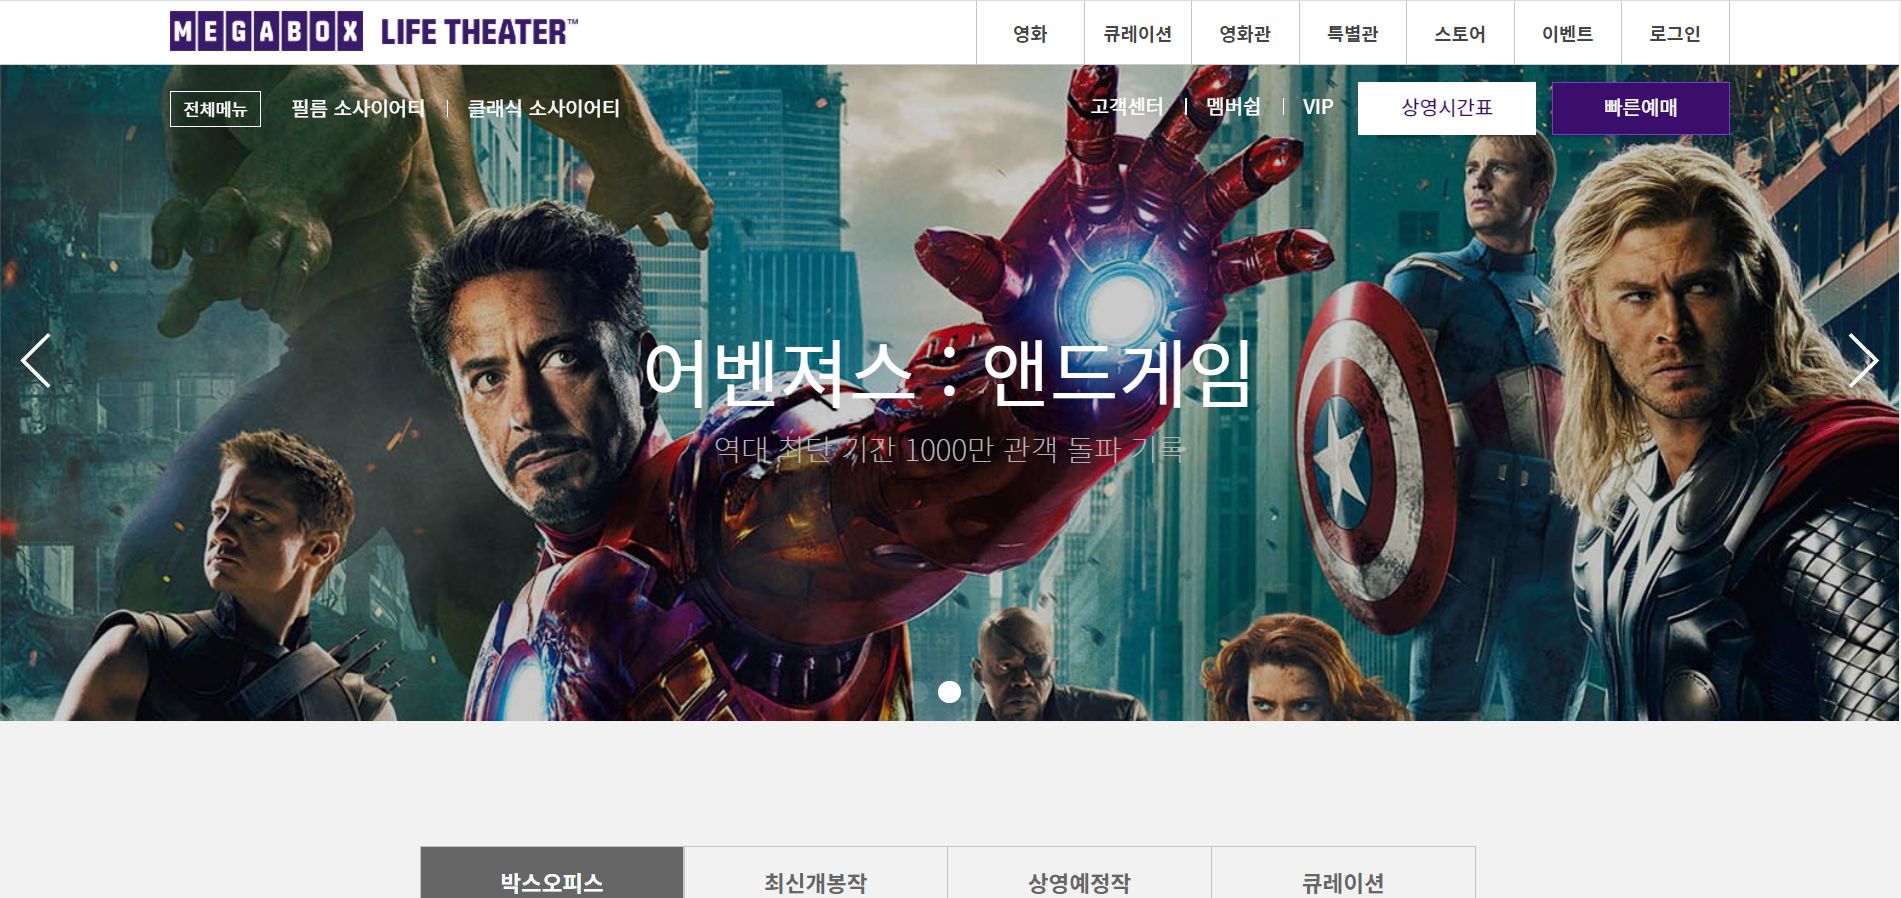 MEGABOX LIFE THEATER™
영화 큐레이션 영화관 특별관 스토어 이벤트 로그인
전체메뉴 필름 소사이어티 클래식 소사이어티 고객센터 멤버쉽 VIP 상영시간표 빠른예매
어벤져스 : 앤드게임
역대 최단 기간 1000만 관객 돌파 기록
박스오피스 최신개봉작 상영예정작 큐레이션